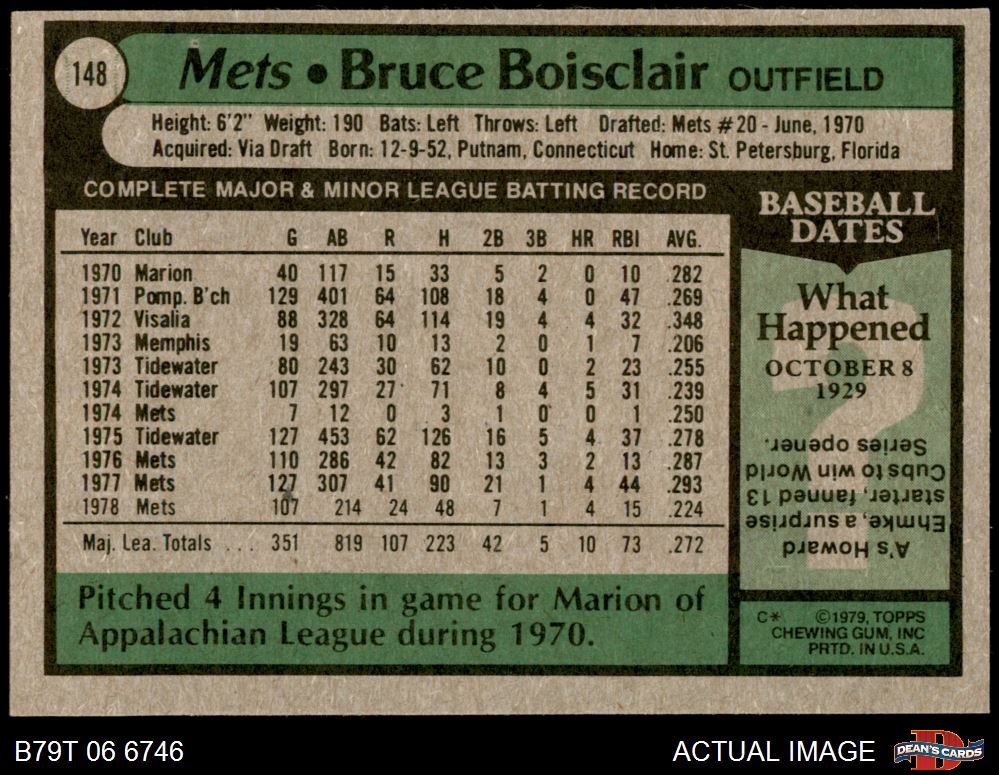 148
Mets • Bruce Boisclair OUTFIELD
Height: 6'2" Weight: 190 Bats: Left Throws: Left Drafted: Mets #20 - June, 1970
Acquired: Via Draft Born: 12-9-52, Putnam, Connecticut Home: St. Petersburg, Florida
COMPLETE MAJOR & MINOR LEAGUE BATTING RECORD
Year Club G AB R H 2B 3B HR RBI AVG.
1970 Marion 40 117 15 33 5 2 0 10 .282
1971 Pomp. B'ch 129 401 64 108 18 4 0 47 .269
1972 Visalia 88 328 64 114 19 4 4 32 .348
1973 Memphis 19 63 10 13 2 0 1 7 .206
1973 Tidewater 80 243 30 62 10 0 2 23 .255
1974 Tidewater 107 297 27 71 8 4 5 31 .239
1974 Mets 7 12 0 3 1 0 0 1 .250
1975 Tidewater 127 453 62 126 16 5 4 37 .278
1976 Mets 110 286 42 82 13 3 2 13 .287
1977 Mets 127 307 41 90 21 1 4 44 .293
1978 Mets 107 214 24 48 7 1 4 15 .224
Maj. Lea. Totals ... 351 819 107 223 42 5 10 73 .272
Pitched 4 Innings in game for Marion of
Appalachian League during 1970.
BASEBALL
DATES
What
Happened
OCTOBER 8
1929
A's Howard
Ehmke, a surprise
starter, fanned 13
Cubs to win World
Series opener.
C* ©1979, TOPPS
CHEWING GUM, INC
PRTD. IN U.S.A.
B79T 06 6746
ACTUAL IMAGE
D
DEAN'S CARDS